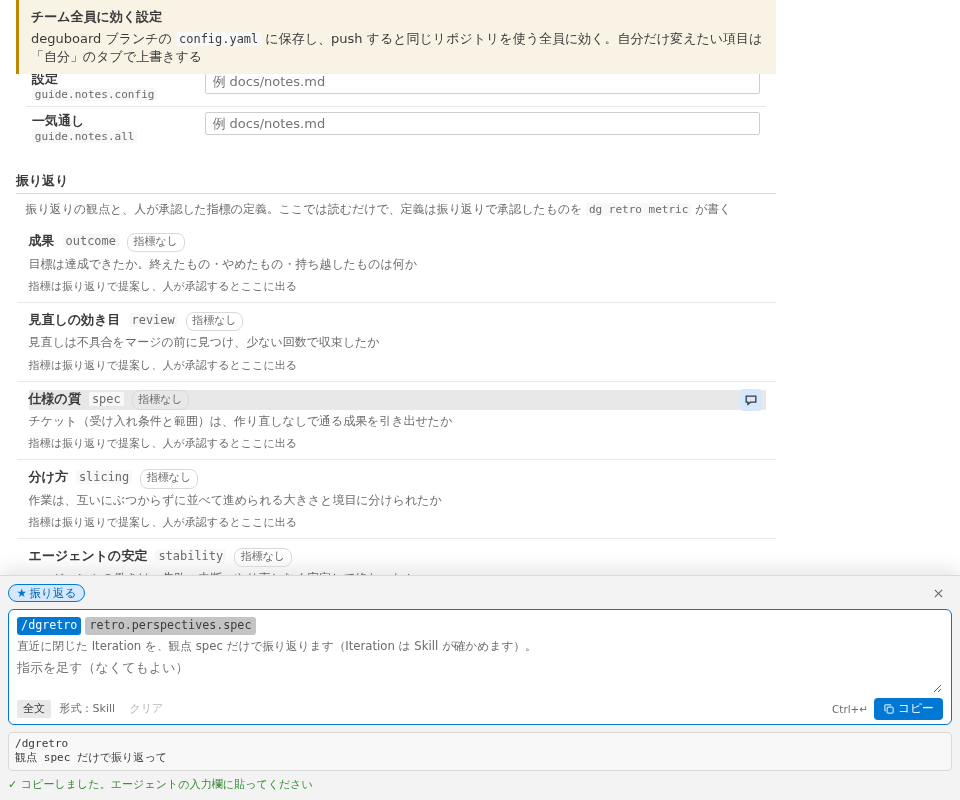 チーム全員に効く設定
deguboard ブランチの config.yaml に保存し、push すると同じリポジトリを使う全員に効く。自分だけ変えたい項目は
「自分」のタブで上書きする
設定
例 docs/notes.md
guide.notes.config
一気通し
例 docs/notes.md
guide.notes.all
振り返り
振り返りの観点と、人が承認した指標の定義。ここでは読むだけで、定義は振り返りで承認したものを dg retro metric が書く
成果 outcome 指標なし
目標は達成できたか。終えたもの・やめたもの・持ち越したものは何か
指標は振り返りで提案し、人が承認するとここに出る
見直しの効き目 review 指標なし
見直しは不具合をマージの前に見つけ、少ない回数で収束したか
指標は振り返りで提案し、人が承認するとここに出る
仕様の質 spec 指標なし
チケット（受け入れ条件と範囲）は、作り直しなしで通る成果を引き出せたか
指標は振り返りで提案し、人が承認するとここに出る
分け方 slicing 指標なし
作業は、互いにぶつからずに並べて進められる大きさと境目に分けられたか
指標は振り返りで提案し、人が承認するとここに出る
エージェントの安定 stability 指標なし
★ 振り返る ×
/dgretro retro.perspectives.spec
直近に閉じた Iteration を、観点 spec だけで振り返ります（Iteration は Skill が確かめます）。
指示を足す（なくてもよい）
全文 形式：Skill クリア Ctrl+↵ コピー
/dgretro
観点 spec だけで振り返って
✓ コピーしました。エージェントの入力欄に貼ってください